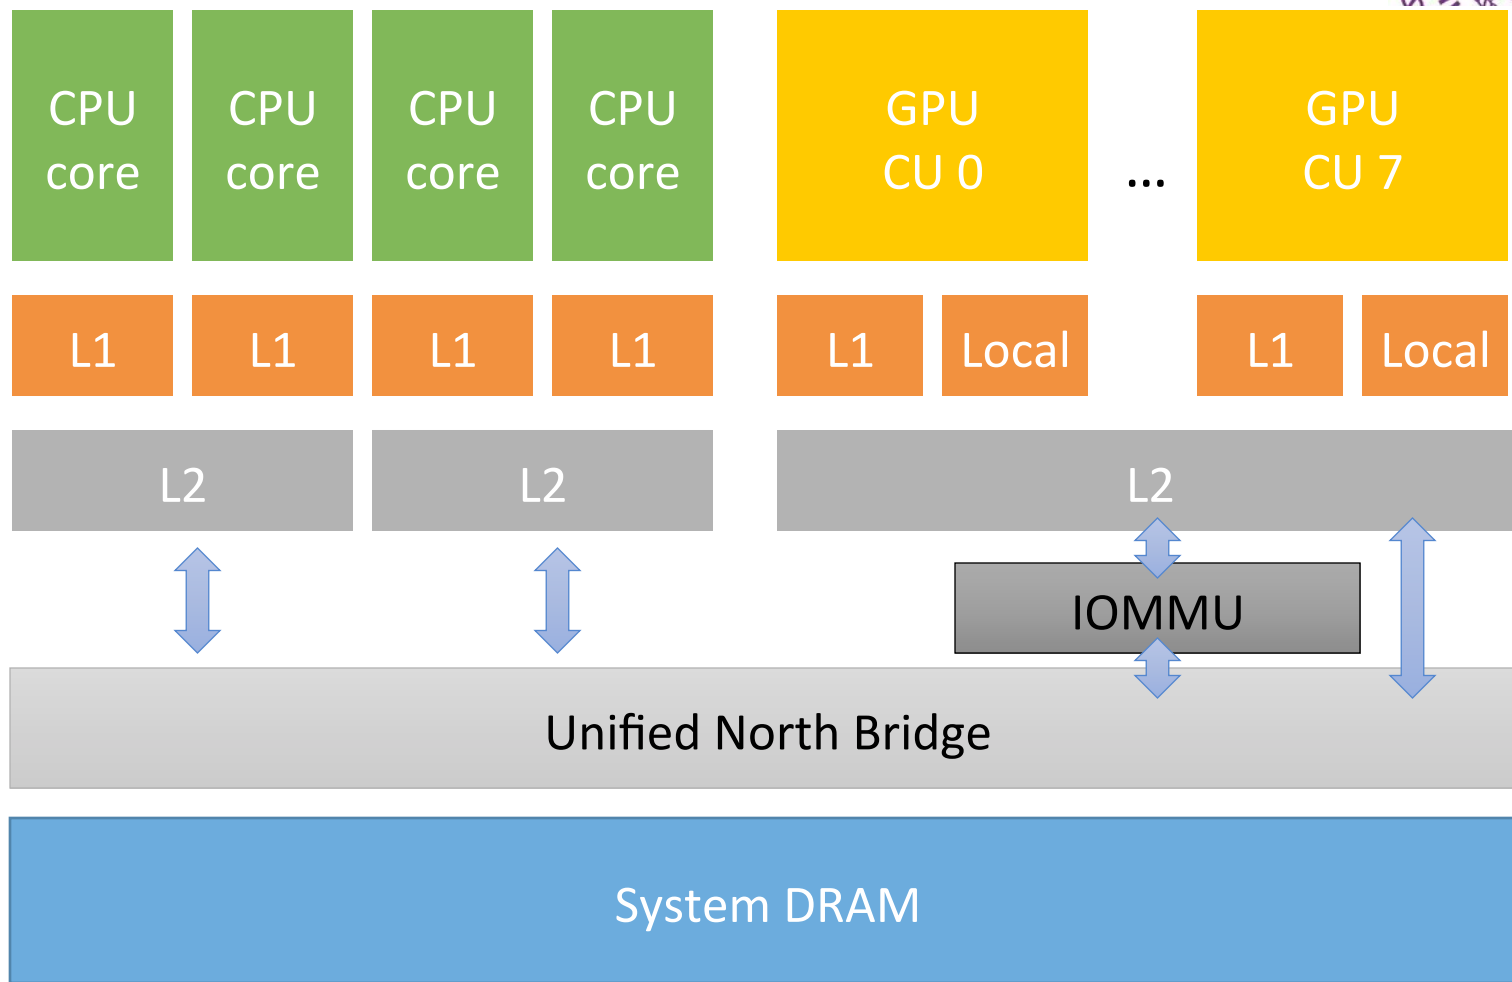 CPU
core
CPU
core
CPU
core
CPU
core
GPU
CU 0
...
GPU
CU 7
L1
L1
L1
L1
L1
Local
L1
Local
L2
L2
L2
IOMMU
Unified North Bridge
System DRAM